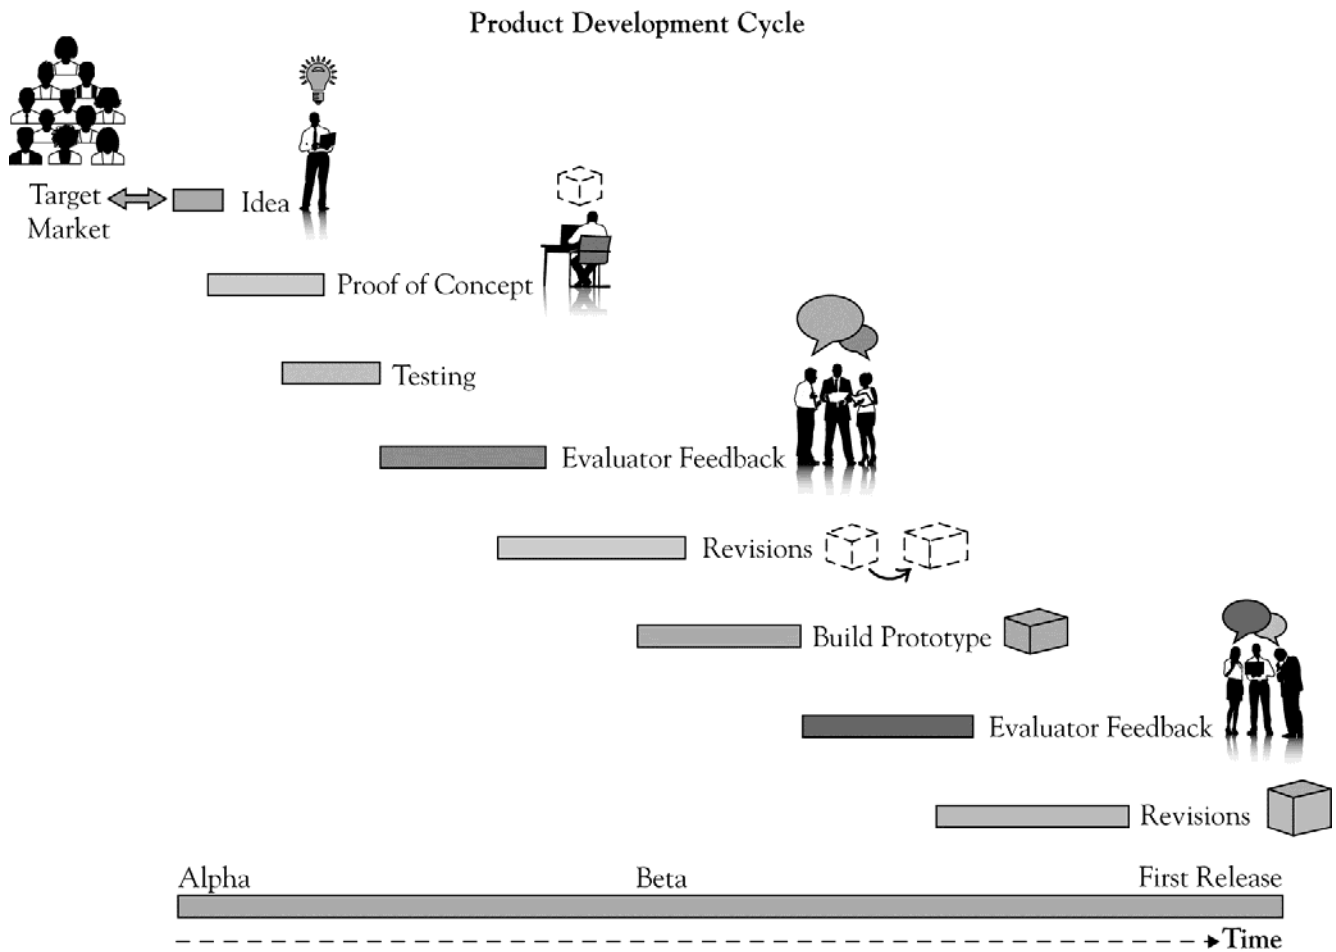 Product Development Cycle
Target
Market
Idea
Proof of Concept
Testing
Evaluator Feedback
Revisions
Build Prototype
Evaluator Feedback
Revisions
Alpha
Beta
First Release
Time